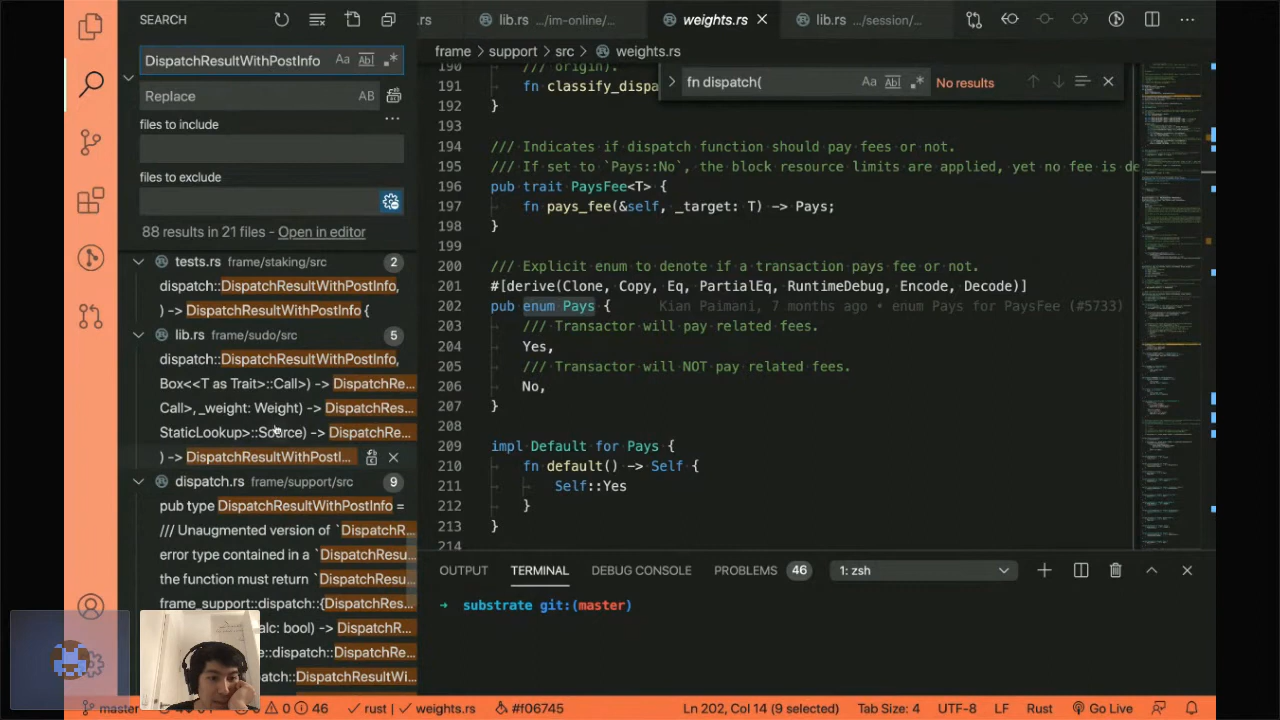 SEARCH
DispatchResultWithPostInfo
Aa
Abl
Replace
AB
files to include
files to exclude
88 results in 21 files - Open in editor
tests.rs frame/staking/src 2
dispatch::DispatchResultWithPostInfo,
) -> DispatchResultWithPostInfo {
lib.rs frame/sudo/src 5
dispatch::DispatchResultWithPostInfo,
Box<<T as Trait>::Call>) -> DispatchRe...
Call>, _weight: Weight) -> DispatchRes...
StaticLookup>::Source) -> DispatchRe...
) -> DispatchResultWithPostI...
dispatch.rs frame/support/src 9
pub type DispatchResultWithPostInfo =
/// Unaugmented version of `DispatchR...
error type contained in a `DispatchResu...
the function must return `DispatchResu...
frame_support::dispatch::{DispatchRes...
calc: bool) -> DispatchR...
::dispatch::DispatchRe...
DispatchResultWi...
.rs
lib.rs .../im-online/...
weights.rs
lib.rs .../session/...
frame > support > src > weights.rs
fn dispatch(
Aa
Abl
No results
190 /// origin).
191 fn classify_dispa
192 }
193
194 /// Indicates if dispatch function should pay fees or not.
/// If set to `Pays::No`, the block resource limits are applied, yet no fee is de
196 pub trait PaysFee<T> {
197 fn pays_fee(&self, _target: T) -> Pays;
198 }
199
/// Explicit enum to denote if a transaction pays fee or not.
#[derive(Clone, Copy, Eq, PartialEq, RuntimeDebug, Encode, Decode)]
pub enum Pays { Kian Paimani, 7 months ago • Rename Pays for PaysFee (#5733)
/// Transactor will pay related fees.
204 Yes,
/// Transactor will NOT pay related fees.
206 No,
207 }
208
impl Default for Pays {
210 fn default() -> Self {
211 Self::Yes
}
213 }
214
OUTPUT
TERMINAL
DEBUG CONSOLE
PROBLEMS 46
1: zsh
→ substrate git:(master)
master
0
46
rust
weights.rs
#f06745
Ln 202, Col 14 (9 selected)
Tab Size: 4
UTF-8
LF
Rust
Go Live